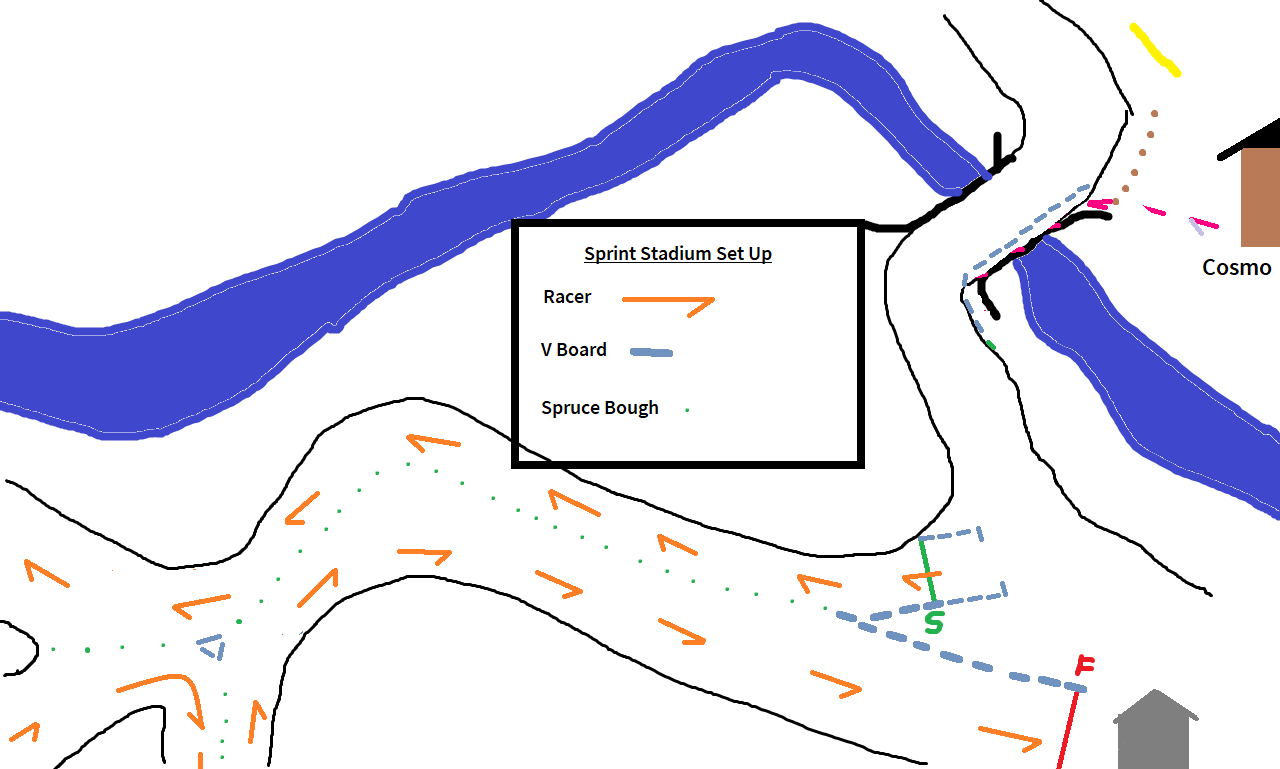 Sprint Stadium Set Up
Racer
V Board
Spruce Bough
Cosmo
S
F